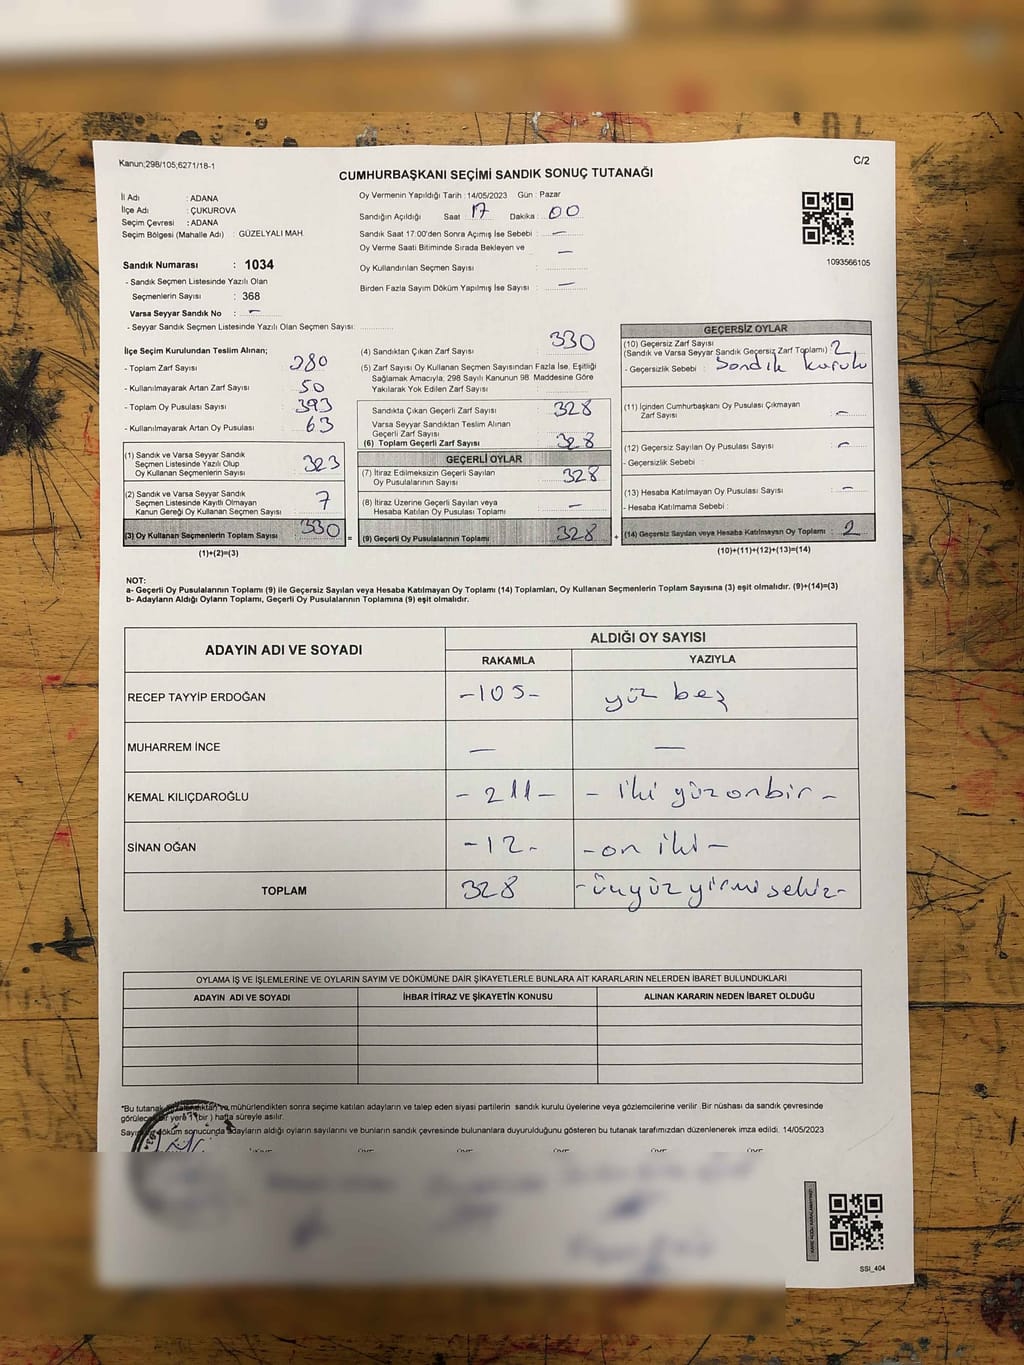 Kanun;298/105,6271/18-1
C/2
CUMHURBAŞKANI SEÇİMİ SANDIK SONUÇ TUTANAĞI
İl Adı : ADANA
İlçe Adı : ÇUKUROVA
Seçim Çevresi : ADANA
Seçim Bölgesi (Mahalle Adı) : GÜZELYALI MAH.
Sandık Numarası : 1034
- Sandık Seçmen Listesinde Yazılı Olan
Seçmenlerin Sayısı : 368
Varsa Seyyar Sandık No : -
- Seyyar Sandık Seçmen Listesinde Yazılı Olan Seçmen Sayısı:
Oy Vermenin Yapıldığı Tarih : 14/05/2023 Gün : Pazar
Sandığın Açıldığı Saat : 17 Dakika : 00
Sandık Saat 17:00'den Sonra Açımış İse Sebebi : -
Oy Verme Saati Bitiminde Sırada Bekleyen ve -
Oy Kullandırılan Seçmen Sayısı :
Birden Fazla Sayım Döküm Yapılmış İse Sayısı : -
1093566105
İlçe Seçim Kurulundan Teslim Alınan;
- Toplam Zarf Sayısı : 380
- Kullanılmayarak Artan Zarf Sayısı : 50
- Toplam Oy Pusulası Sayısı : 393
- Kullanılmayarak Artan Oy Pusulası : 63
(1) Sandık ve Varsa Seyyar Sandık
Seçmen Listesinde Yazılı Olup
Oy Kullanan Seçmenlerin Sayısı : 323
(2) Sandık ve Varsa Seyyar Sandık
Seçmen Listesinde Kayıtlı Olmayan
Kanun Gereği Oy Kullanan Seçmen Sayısı : 7
(3) Oy Kullanan Seçmenlerin Toplam Sayısı : 330
(1)+(2)=(3)
=
(4) Sandıktan Çıkan Zarf Sayısı : 330
(5) Zarf Sayısı Oy Kullanan Seçmen Sayısından Fazla İse, Eşitliği
Sağlamak Amacıyla, 298 Sayılı Kanunun 98. Maddesine Göre
Yakılarak Yok Edilen Zarf Sayısı :
Sandıkta Çıkan Geçerli Zarf Sayısı : 328
Varsa Seyyar Sandıktan Teslim Alınan
Geçerli Zarf Sayısı :
(6) Toplam Geçerli Zarf Sayısı : 328
GEÇERLİ OYLAR
(7) İtiraz Edilmeksizin Geçerli Sayılan
Oy Pusulalarının Sayısı : 328
(8) İtiraz Üzerine Geçerli Sayılan veya
Hesaba Katılan Oy Pusulası Toplamı : -
(9) Geçerli Oy Pusulalarının Toplamı : 328
+
GEÇERSİZ OYLAR
(10) Geçersiz Zarf Sayısı
(Sandık ve Varsa Seyyar Sandık Geçersiz Zarf Toplamı) : 2
- Geçersizlik Sebebi : Sandık kurulu
(11) İçinden Cumhurbaşkanı Oy Pusulası Çıkmayan
Zarf Sayısı : -
(12) Geçersiz Sayılan Oy Pusulası Sayısı : -
- Geçersizlik Sebebi :
(13) Hesaba Katılmayan Oy Pusulası Sayısı : -
- Hesaba Katılmama Sebebi :
(14) Geçersiz Sayılan veya Hesaba Katılmayan Oy Toplamı : 2
(10)+(11)+(12)+(13)=(14)
NOT:
a- Geçerli Oy Pusulalarının Toplamı (9) ile Geçersiz Sayılan veya Hesaba Katılmayan Oy Toplamı (14) Toplamları, Oy Kullanan Seçmenlerin Toplam Sayısına (3) eşit olmalıdır. (9)+(14)=(3)
b- Adayların Aldığı Oyların Toplamı, Geçerli Oy Pusulalarının Toplamına (9) eşit olmalıdır.
ADAYIN ADI VE SOYADI
ALDIĞI OY SAYISI
RAKAMLA YAZIYLA
RECEP TAYYİP ERDOĞAN -105- yüz beş
MUHARREM İNCE - -
KEMAL KILIÇDAROĞLU -211- - iki yüz onbir -
SİNAN OĞAN -12- -on iki-
TOPLAM 328 -üçyüz yirmi sekiz-
OYLAMA İŞ VE İŞLEMLERİNE VE OYLARIN SAYIM VE DÖKÜMÜNE DAİR ŞİKAYETLERLE BUNLARA AİT KARARLARIN NELERDEN İBARET BULUNDUKLARI
ADAYIN ADI VE SOYADI İHBAR İTİRAZ VE ŞİKAYETİN KONUSU ALINAN KARARIN NEDEN İBARET OLDUĞU
*Bu tutanak mühürlendikten sonra seçime katılan adayların ve talep eden siyasi partilerin sandık kurulu üyelerine veya gözlemcilerine verilir. Bir nüshası da sandık çevresinde
yere 1 (bir) hafta süreyle asılır.
döküm sonucunda adayların aldığı oyların sayılarını ve bunların sandık çevresinde bulunanlara duyurulduğunu gösteren bu tutanak tarafımızdan düzenlenerek imza edildi. 14/05/2023
SSI_404